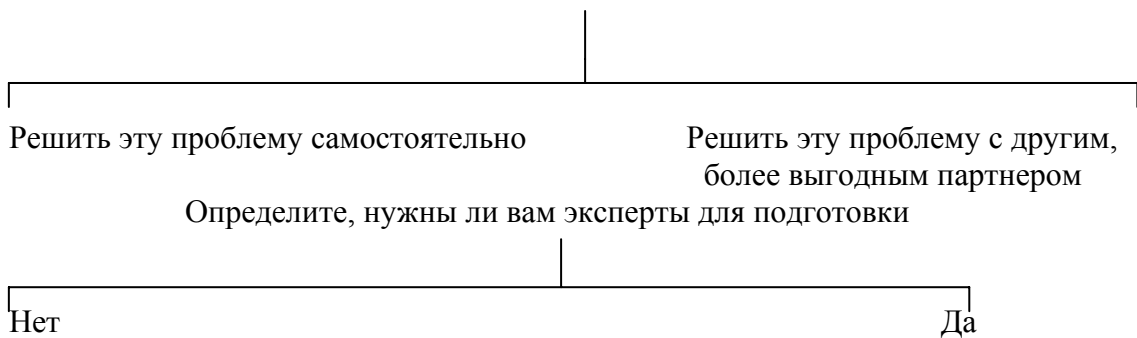 Решить эту проблему самостоятельно
Решить эту проблему с другим,
более выгодным партнером
Определите, нужны ли вам эксперты для подготовки
Нет
Да